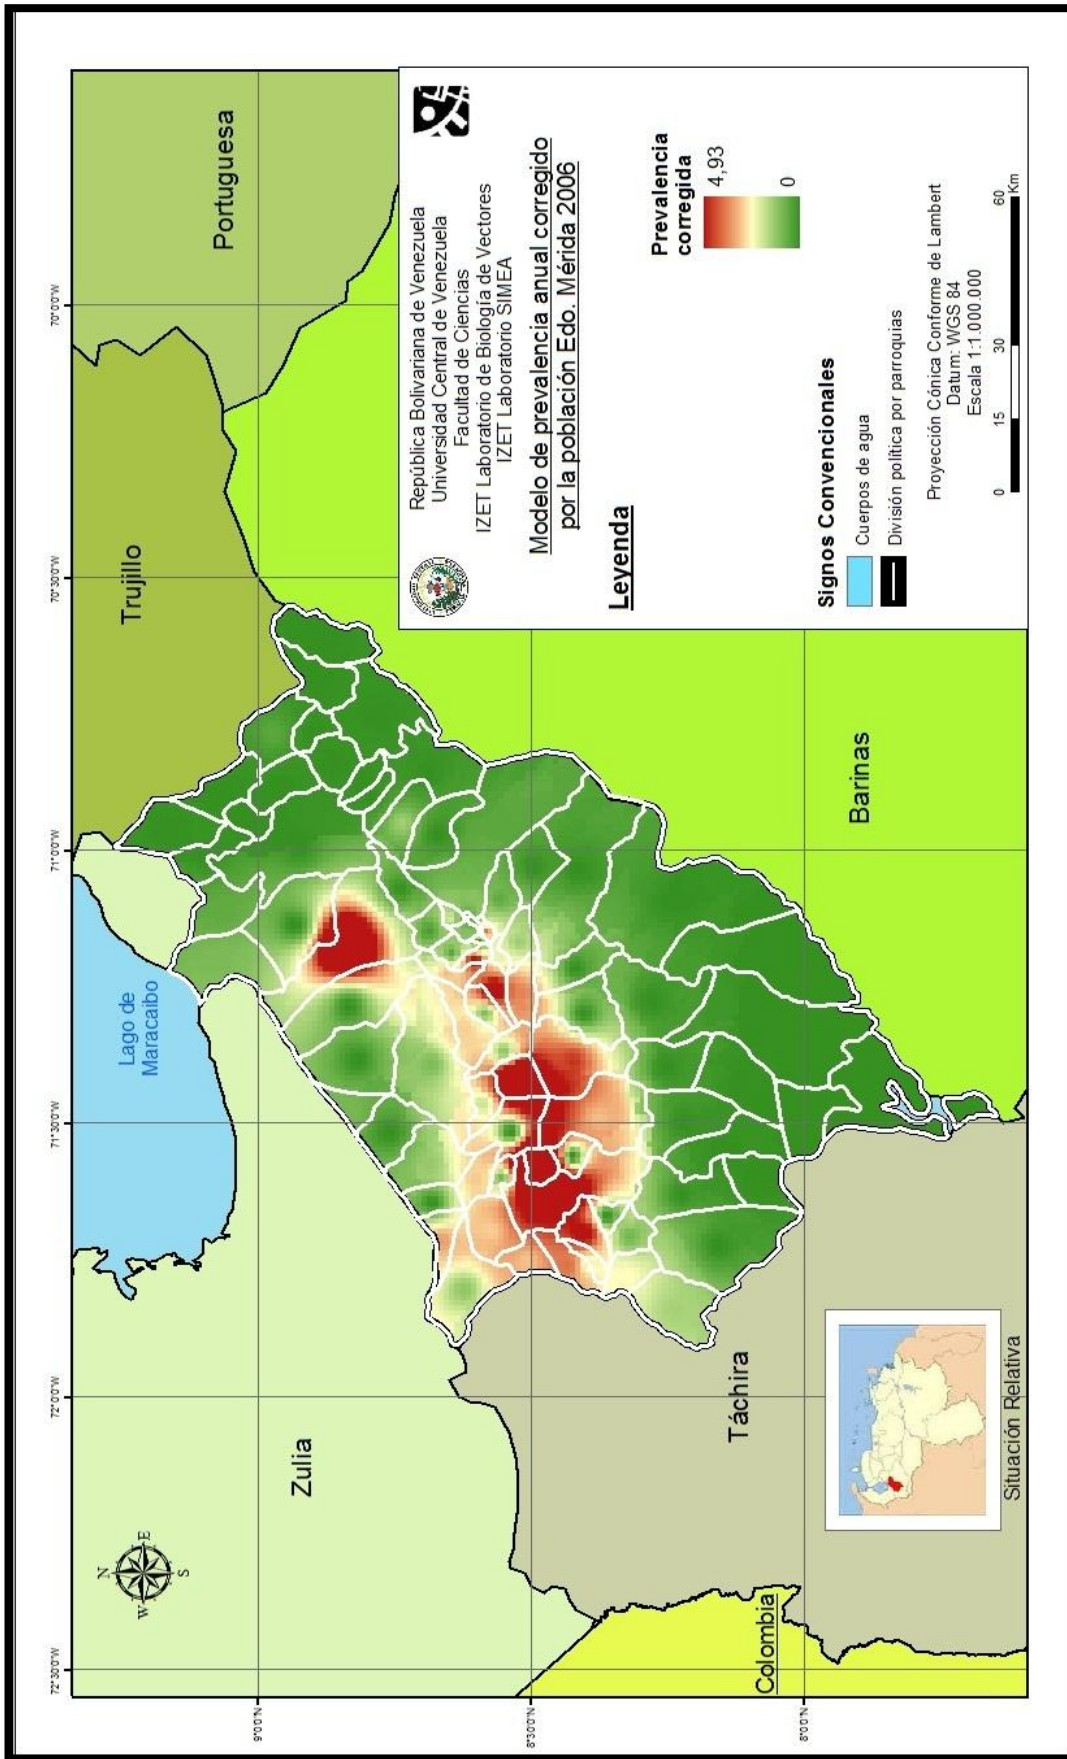 72°30'0"W
72°0'0"W
71°30'0"W
71°0'0"W
70°30'0"W
70°0'0"W
9°0'0"N
8°30'0"N
8°0'0"N
N
W
E
S
Lago de
Maracaibo
Zulia
Trujillo
Portuguesa
Táchira
Barinas
Colombia
Situación Relativa
República Bolivariana de Venezuela
Universidad Central de Venezuela
Facultad de Ciencias
IZET Laboratorio de Biología de Vectores
IZET Laboratorio SIMEA
Modelo de prevalencia anual corregido
por la población Edo. Mérida 2006
Leyenda
Prevalencia
corregida
4,93
0
Signos Convencionales
Cuerpos de agua
División política por parroquias
Proyección Cónica Conforme de Lambert
Datum: WGS 84
Escala 1:1.000.000
0 15 30 60
Km